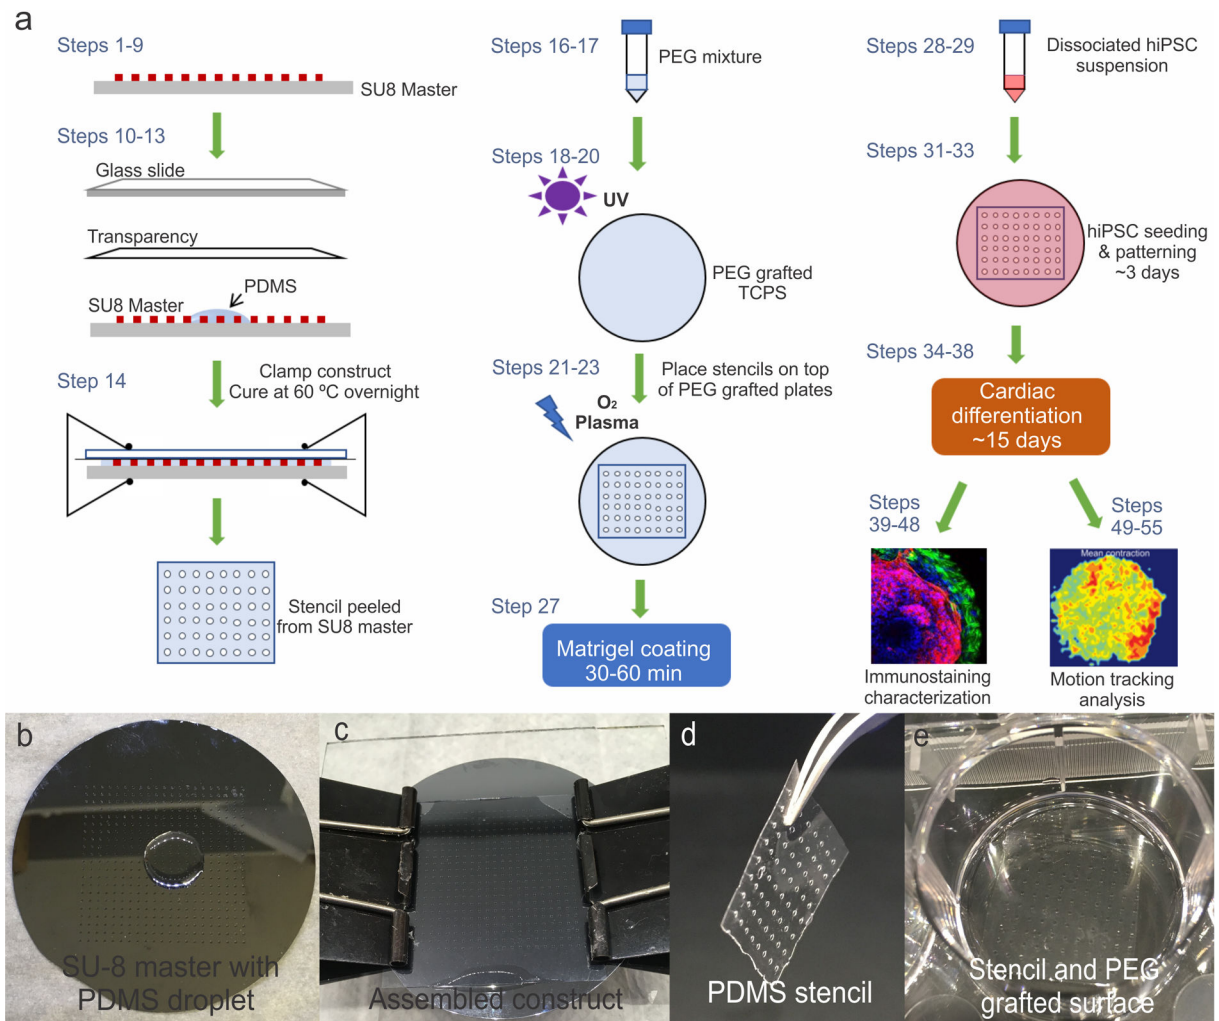 a
Steps 1-9
SU8 Master
Steps 10-13
Glass slide
Transparency
PDMS
SU8 Master
Step 14
Clamp construct
Cure at 60 ºC overnight
Stencil peeled
from SU8 master
Steps 16-17
PEG mixture
Steps 18-20
UV
PEG grafted
TCPS
Steps 21-23
Place stencils on top
of PEG grafted plates
O₂
Plasma
Step 27
Matrigel coating
30-60 min
Steps 28-29
Dissociated hiPSC
suspension
Steps 31-33
hiPSC seeding
& patterning
~3 days
Steps 34-38
Cardiac
differentiation
~15 days
Steps
39-48
Steps
49-55
Mean contraction
Immunostaining
characterization
Motion tracking
analysis
b
SU-8 master with
PDMS droplet
c
Assembled construct
d
PDMS stencil
e
Stencil and PEG
grafted surface